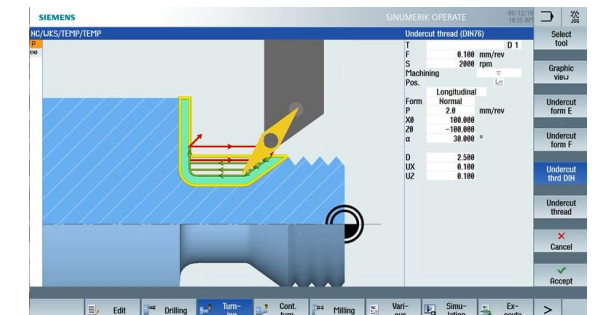 SIEMENS
SINUMERIK OPERATE
JOG
NC/WKS/TEMP/TEMP
Undercut thread (DIN76)
T D 1
F 0.100 mm/rev
S 2000 rpm
Machining ▽
Pos.
Longitudinal
Form Normal
P 2.0 mm/rev
X0 100.000
Z0 -100.000
α 30.000 °
D 2.500
UX 0.100
UZ 0.100
Select
tool
Graphic
view
Undercut
form E
Undercut
form F
Undercut
thrd DIN
Undercut
thread
Cancel
Accept
Edit
Drilling
Turn-
Cont.
turn.
Milling
Vari-
ous
Simu-
lation
Ex-
ecute
>